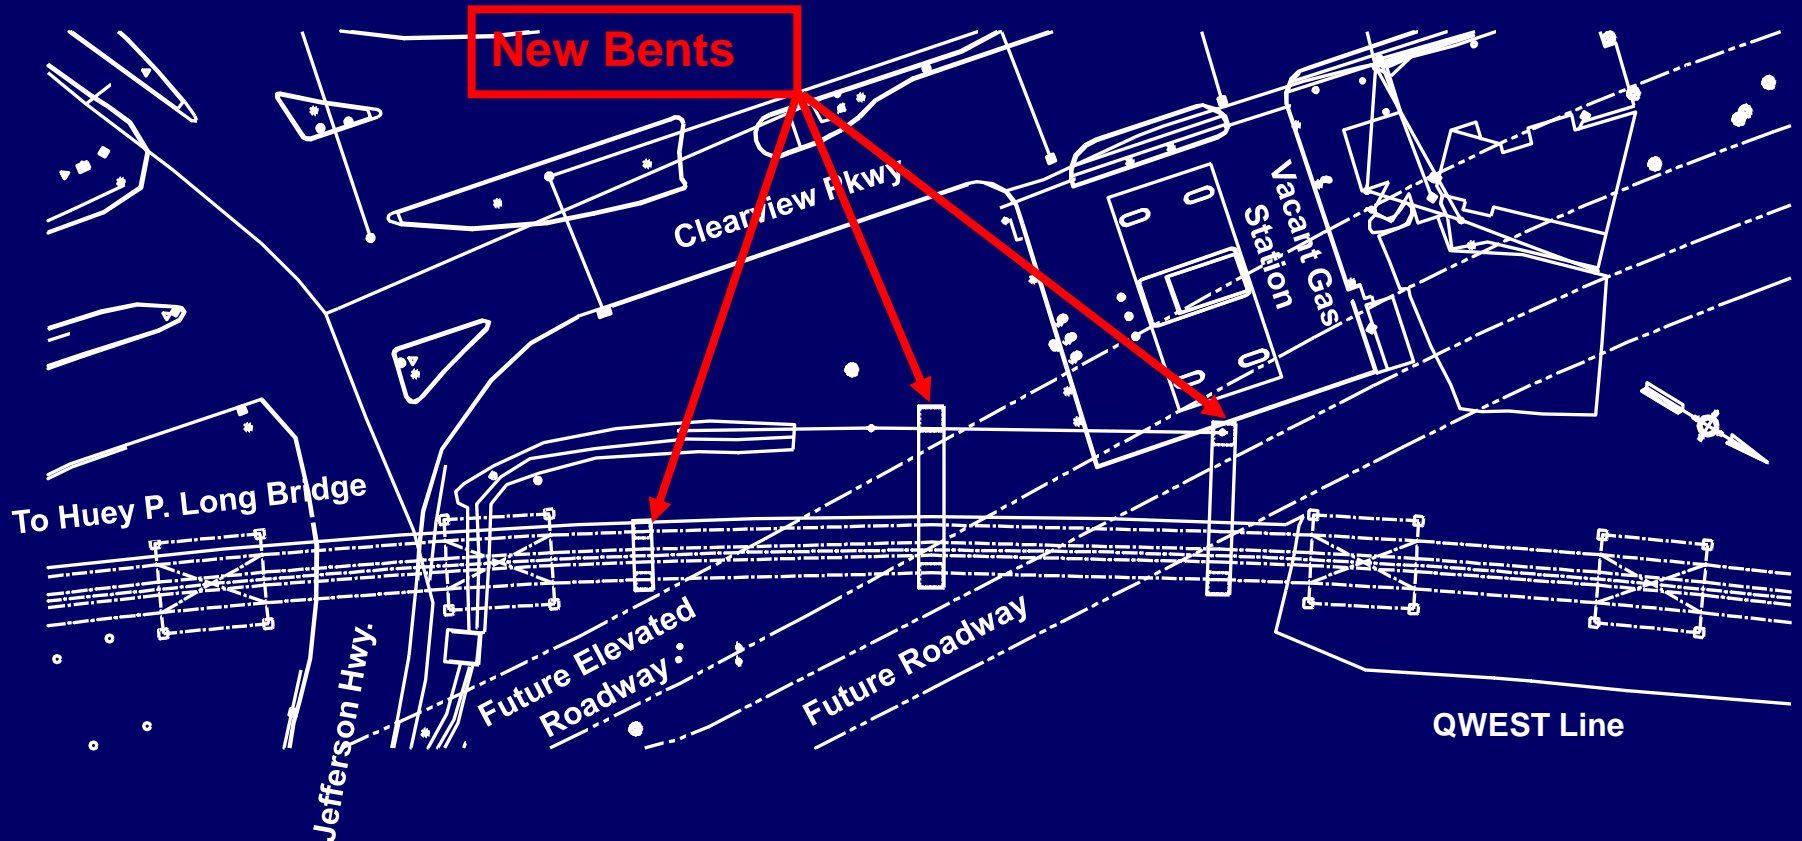 New Bents
Clearview Pkwy
Vacant Gas
Station
To Huey P. Long Bridge
Future Elevated
Roadway
Future Roadway
Jefferson Hwy.
QWEST Line